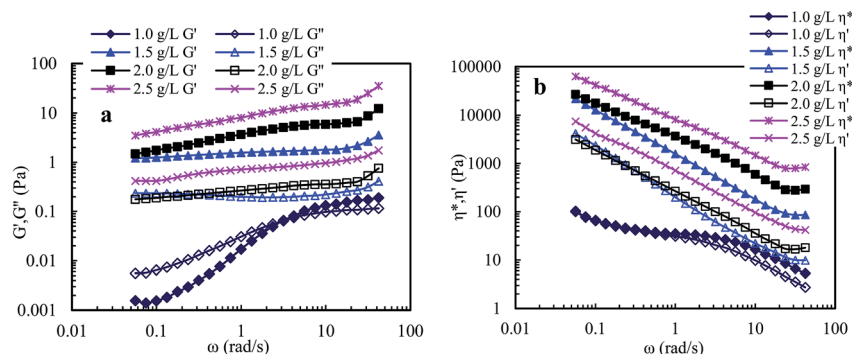 1.0 g/L G' 1.0 g/L G"
1.5 g/L G' 1.5 g/L G"
2.0 g/L G' 2.0 g/L G"
2.5 g/L G' 2.5 g/L G"
100
10
1
0.1
0.01
0.001
G',G" (Pa)
a
0.01 0.1 1 10 100
ω (rad/s)
1.0 g/L η*
1.0 g/L η'
1.5 g/L η*
1.5 g/L η'
2.0 g/L η*
2.0 g/L η'
2.5 g/L η*
2.5 g/L η'
100000
10000
1000
100
10
1
η*,η' (Pa)
b
0.01 0.1 1 10 100
ω (rad/s)